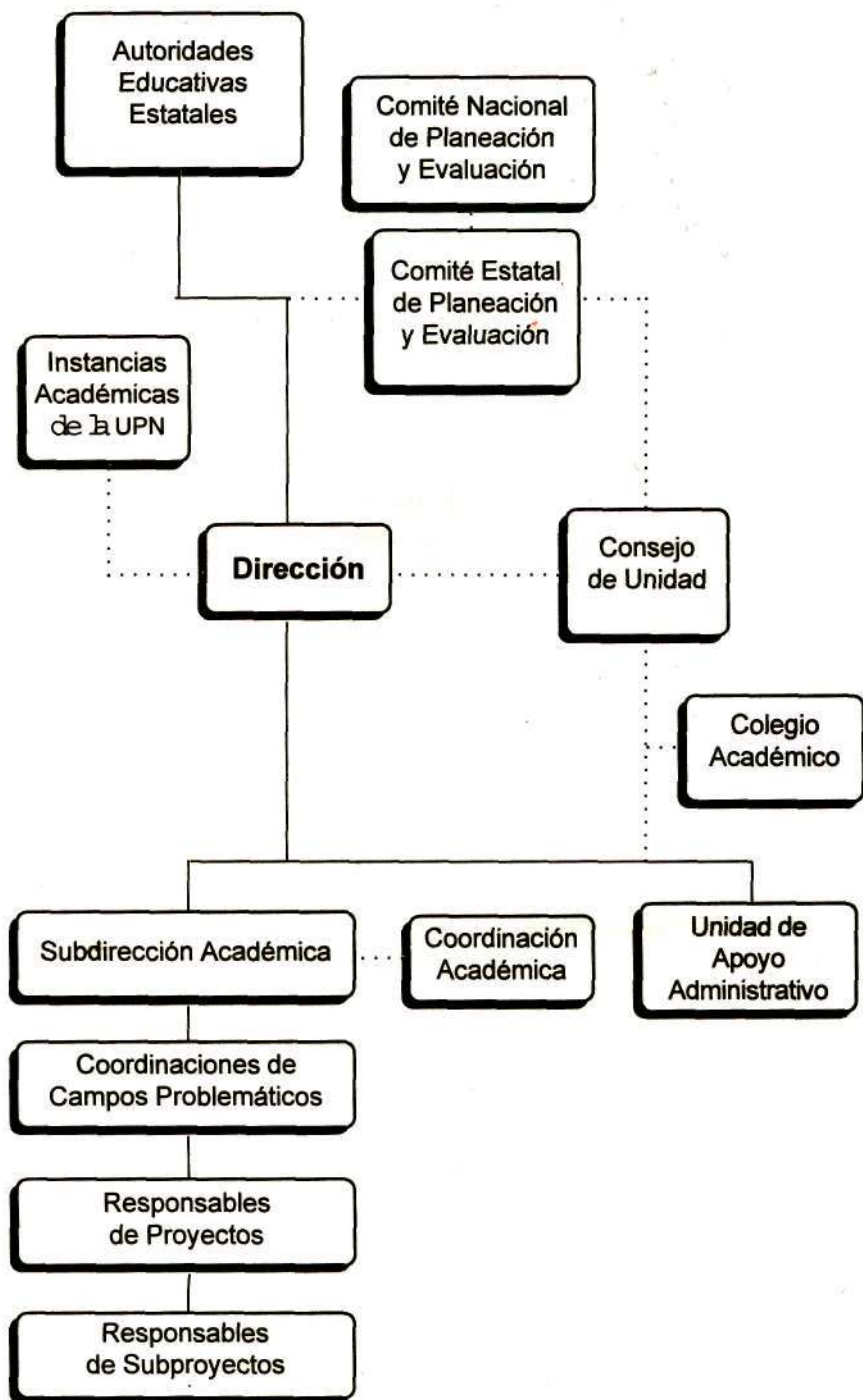 Autoridades
Educativas
Estatales
Comité Nacional
de Planeación
y Evaluación
Comité Estatal
de Planeación
y Evaluación
Instancias
Académicas
de la UPN
Dirección
Consejo
de Unidad
Colegio
Académico
Subdirección Académica
Coordinación
Académica
Unidad de
Apoyo
Administrativo
Coordinaciones de
Campos Problemáticos
Responsables
de Proyectos
Responsables
de Subproyectos